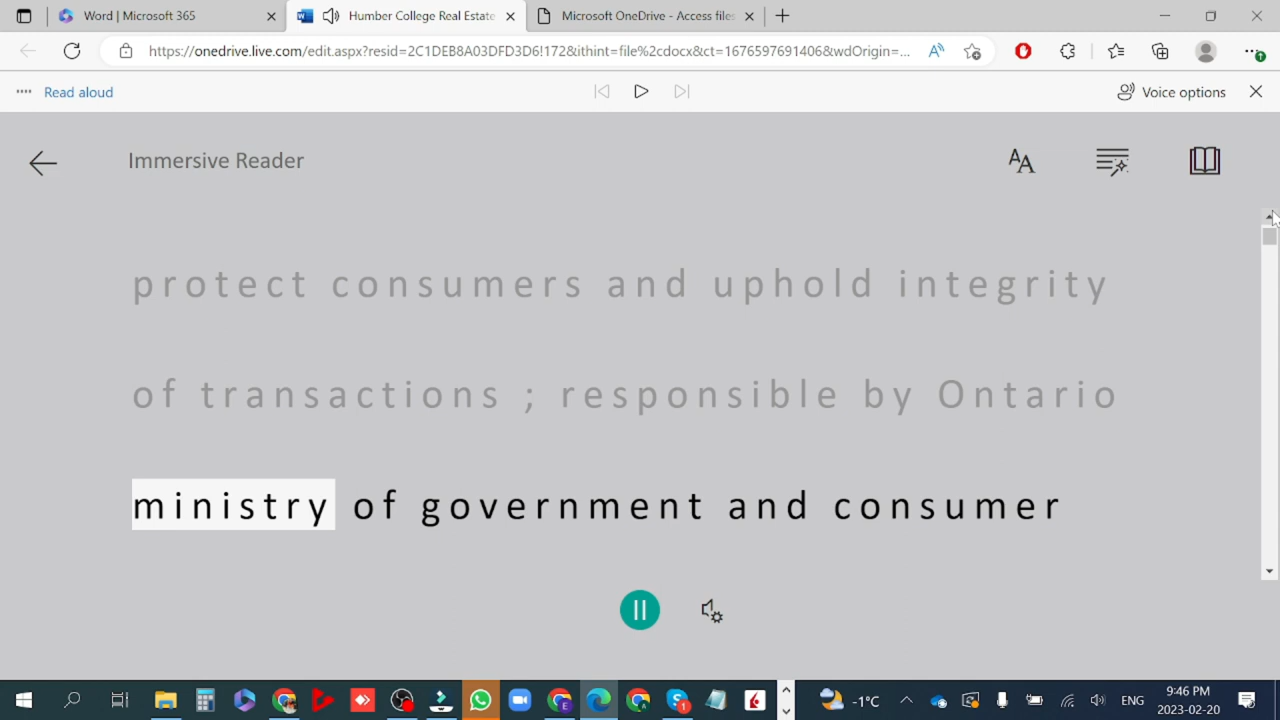 Word | Microsoft 365
Humber College Real Estate
Microsoft OneDrive - Access files
https://onedrive.live.com/edit.aspx?resid=2C1DEB8A03DFD3D6!172&ithint=file%2cdocx&ct=1676597691406&wdOrigin=...
Read aloud
Voice options
Immersive Reader
protect consumers and uphold integrity
of transactions ; responsible by Ontario
ministry of government and consumer
-1°C
ENG
9:46 PM
2023-02-20